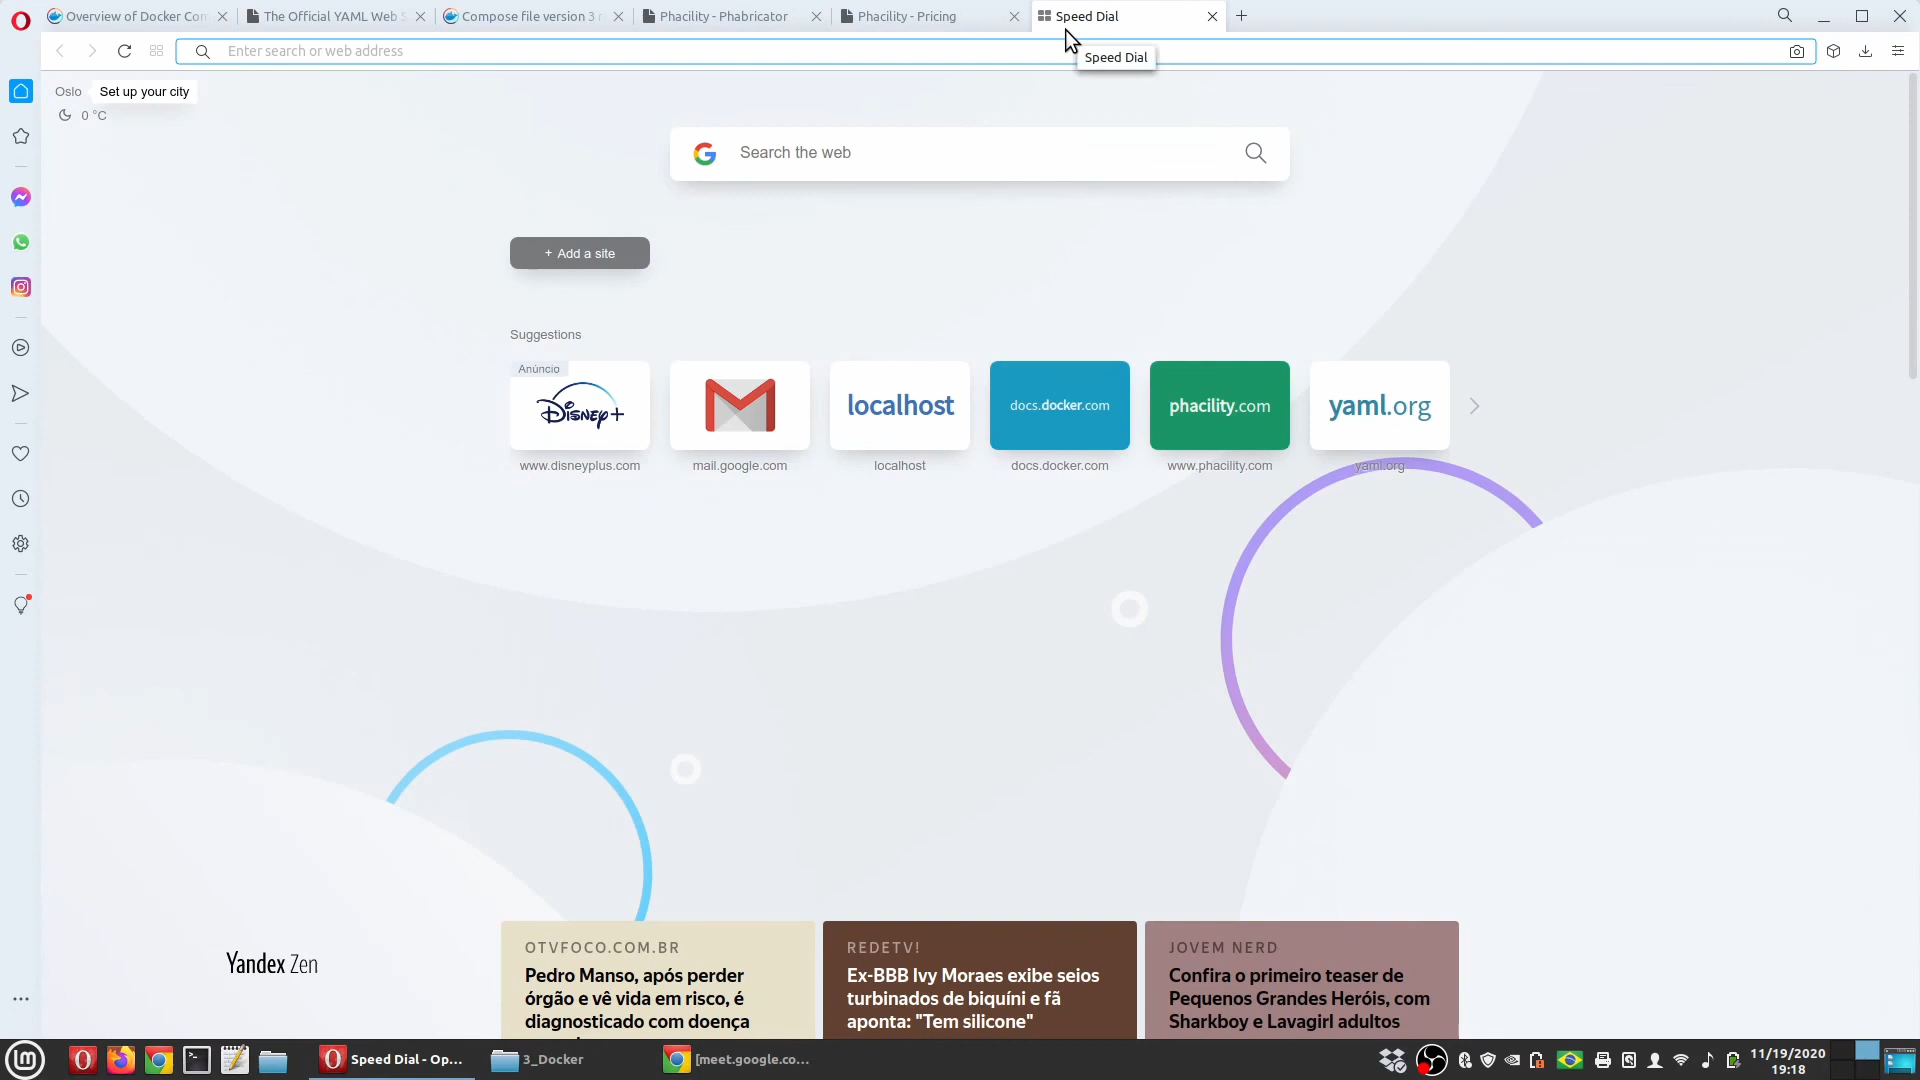 Overview of Docker Con
The Official YAML Web S
Compose file version 3 r
Phacility - Phabricator
Phacility - Pricing
Speed Dial
Enter search or web address
Speed Dial
Oslo
Set up your city
0 °C
Search the web
+ Add a site
Suggestions
Anúncio
Disney+
localhost
docs.docker.com
phacility.com
yaml.org
www.disneyplus.com
mail.google.com
localhost
docs.docker.com
www.phacility.com
yaml.org
Yandex Zen
OTVFOCO.COM.BR
Pedro Manso, após perder
órgão e vê vida em risco, é
diagnosticado com doença
REDETV!
Ex-BBB Ivy Moraes exibe seios
turbinados de biquíni e fã
aponta: "Tem silicone"
JOVEM NERD
Confira o primeiro teaser de
Pequenos Grandes Heróis, com
Sharkboy e Lavagirl adultos
Speed Dial - Op...
3_Docker
[meet.google.co...
11/19/2020
19:18